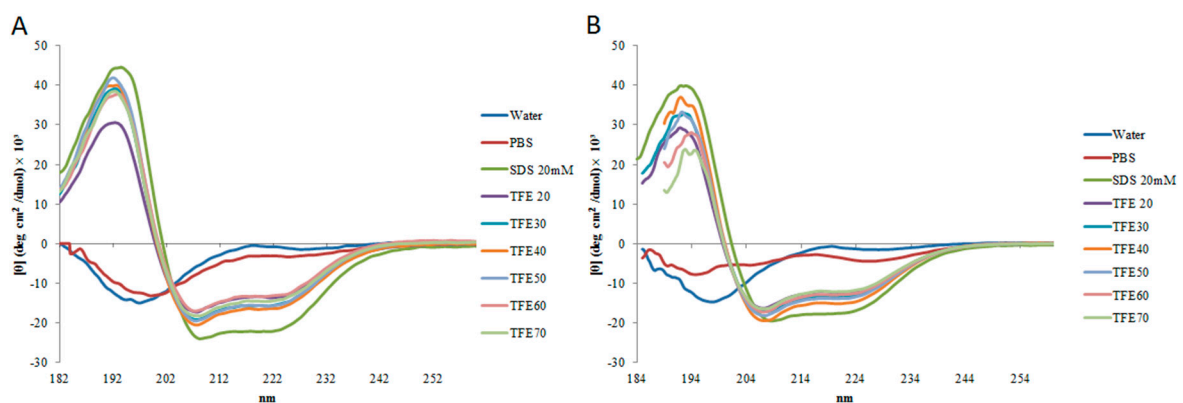 A
[θ] (deg cm² /dmol) × 10³
50
40
30
20
10
0
-10
-20
-30
182
192
202
212
222
232
242
252
nm
Water
PBS
SDS 20mM
TFE 20
TFE30
TFE40
TFE50
TFE60
TFE70
B
[θ] (deg cm² /dmol) × 10³
50
40
30
20
10
0
-10
-20
-30
184
194
204
214
224
234
244
254
nm
Water
PBS
SDS 20mM
TFE 20
TFE30
TFE40
TFE50
TFE60
TFE70